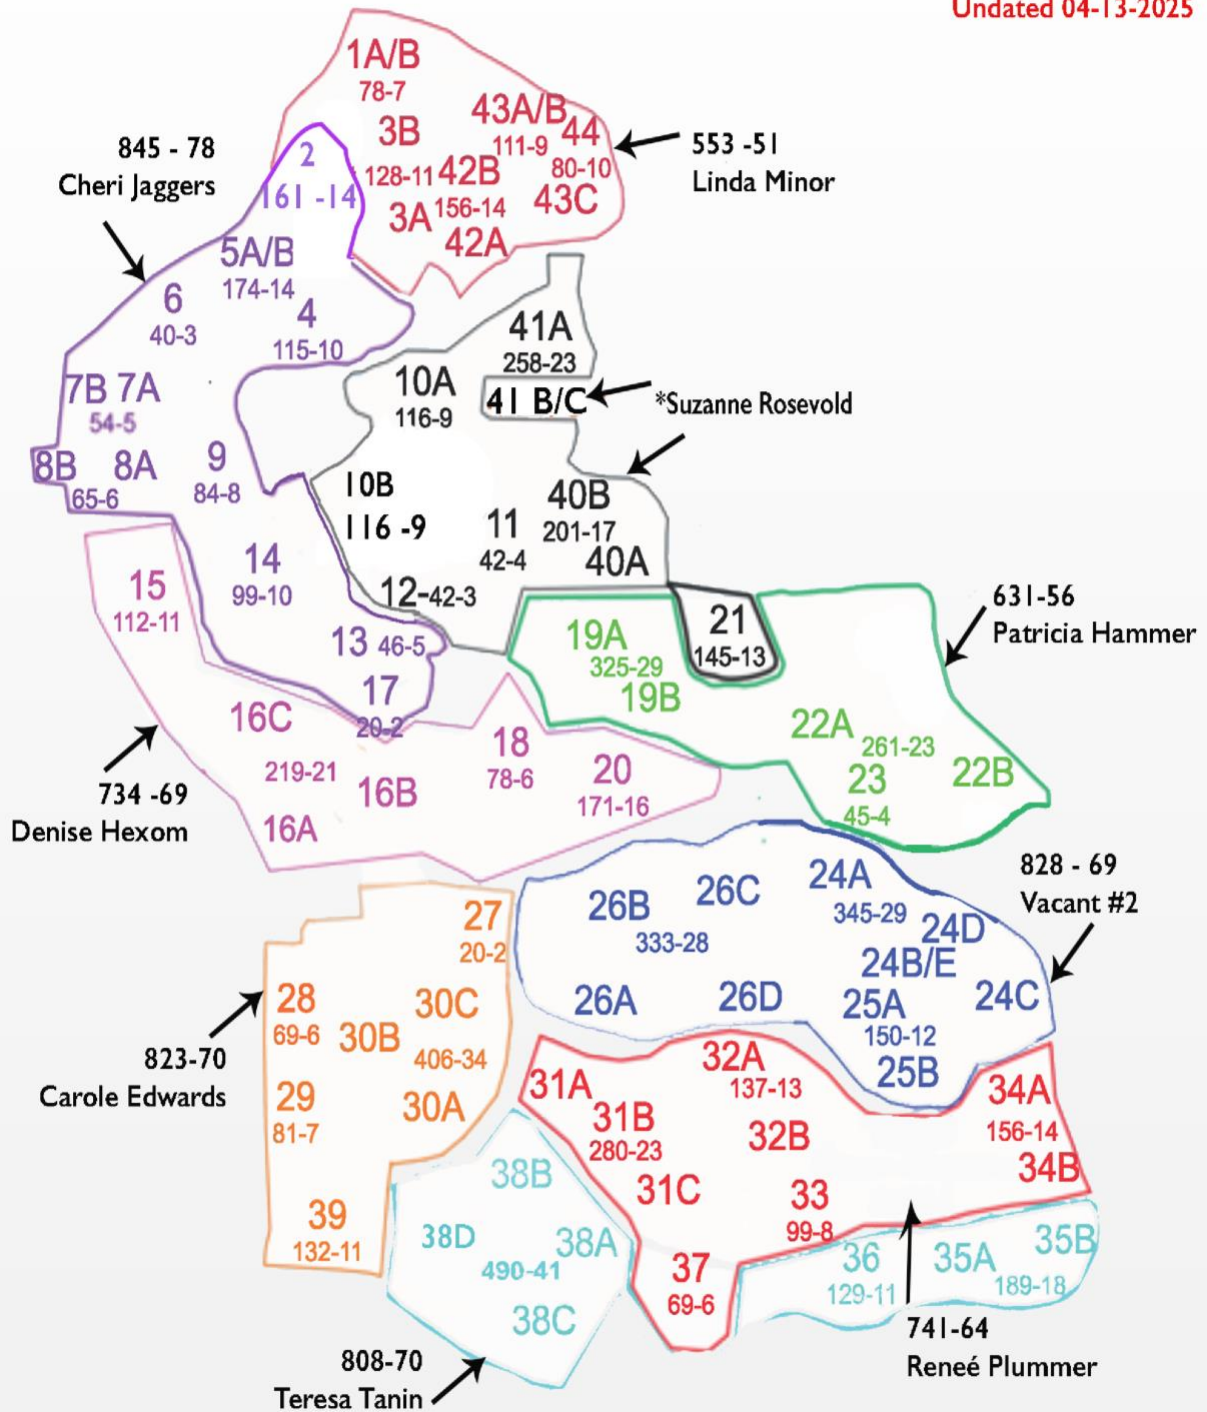 Undated 04-13-2025
1A/B
78-7
43A/B
44
3B
111-9
553 -51
Linda Minor
845 - 78
Cheri Jaggers
2
128-11
42B
80-10
161 -14
3A
156-14
43C
42A
5A/B
174-14
6
40-3
4
115-10
41A
258-23
7B
7A
54-5
10A
116-9
41 B/C
*Suzanne Rosevold
8B
8A
65-6
9
84-8
10B
116 -9
11
42-4
40B
201-17
40A
14
99-10
12-42-3
15
112-11
13 46-5
19A
325-29
19B
21
145-13
631-56
Patricia Hammer
17
20-2
16C
219-21
16B
16A
18
78-6
20
171-16
22A
261-23
22B
23
45-4
734 -69
Denise Hexom
828 - 69
Vacant #2
26B
26C
333-28
24A
345-29
24D
24B/E
26A
26D
25A
150-12
24C
25B
27
20-2
28
69-6
30B
30C
406-34
29
81-7
30A
823-70
Carole Edwards
39
132-11
31A
32A
137-13
31B
280-23
32B
34A
156-14
34B
31C
33
99-8
38B
38D
38A
490-41
38C
37
69-6
36
129-11
35A
35B
189-18
741-64
Reneé Plummer
808-70
Teresa Tanin